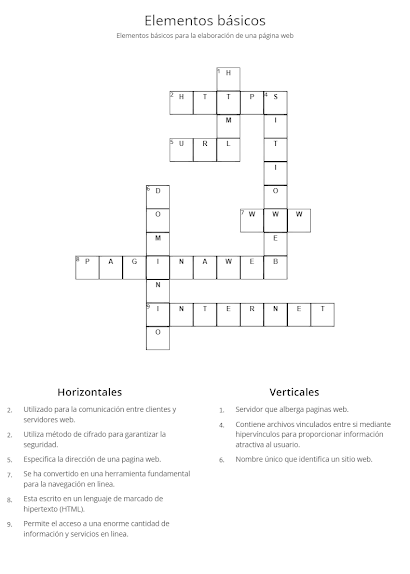 Elementos básicos
Elementos básicos para la elaboración de una página web
1 H
2 H T T P 4 S
M I
5 U R L T
I
6 D O
O 7 W W W
M E
8 P A G I N A W E B
N
9 I N T E R N E T
O
Horizontales
2. Utilizado para la comunicación entre clientes y
servidores web.
2. Utiliza método de cifrado para garantizar la
seguridad.
5. Especifica la dirección de una pagina web.
7. Se ha convertido en una herramienta fundamental
para la navegación en linea.
8. Esta escrito en un lenguaje de marcado de
hipertexto (HTML).
9. Permite el acceso a una enorme cantidad de
información y servicios en linea.
Verticales
1. Servidor que alberga paginas web.
4. Contiene archivos vinculados entre si mediante
hipervínculos para proporcionar información
atractiva al usuario.
6. Nombre único que identifica un sitio web.